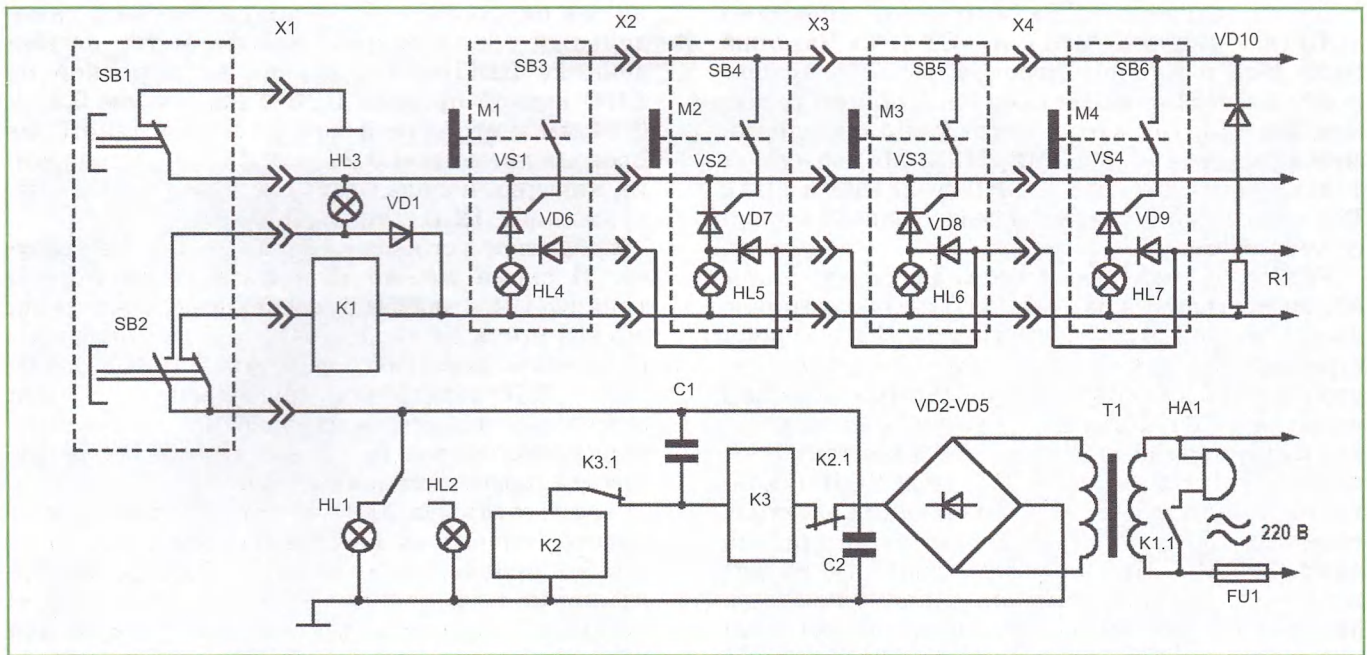 X1 X2 X3 X4 VD10
SB1 SB3 SB4 SB5 SB6
M1 M2 M3 M4
HL3 VS1 VS2 VS3 VS4
VD1 VD6 VD7 VD8 VD9
HL4 HL5 HL6 HL7 R1
K1
SB2
C1 VD2-VD5 T1 HA1
K3.1 K2.1
HL1 HL2 K3
K2 K1.1 220 В
C2
FU1